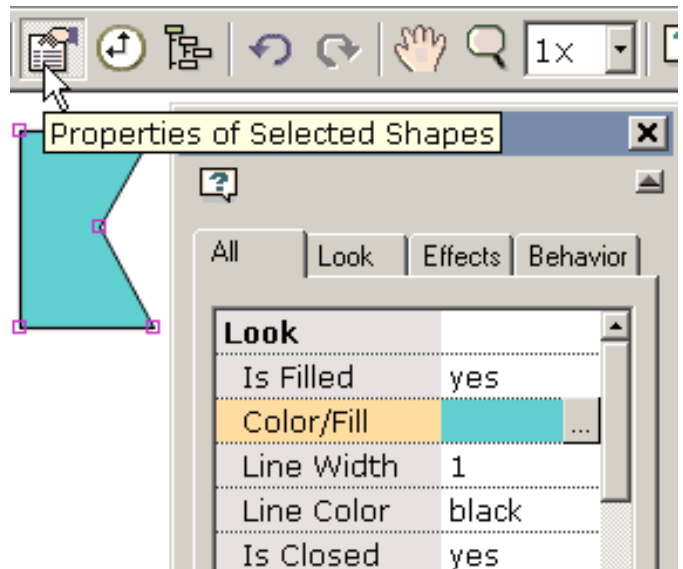 1×
Properties of Selected Shapes
All Look Effects Behavior
Look
Is Filled yes
Color/Fill ...
Line Width 1
Line Color black
Is Closed yes